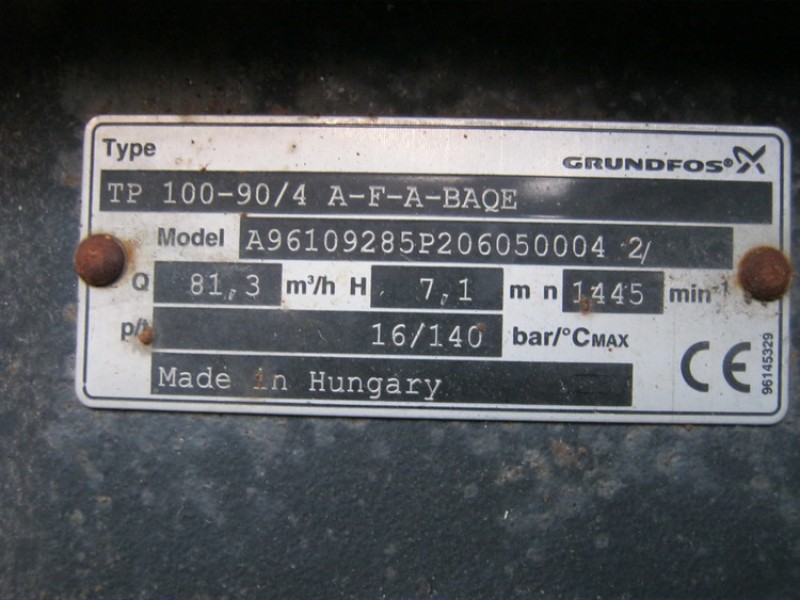 Type GRUNDFOS
TP 100-90/4 A-F-A-BAQE
Model A96109285P206050004 2/
Q 81,3 m³/h H 7,1 m n 1445 min⁻¹
p/t 16/140 bar/°CMAX
Made in Hungary CE 96145329